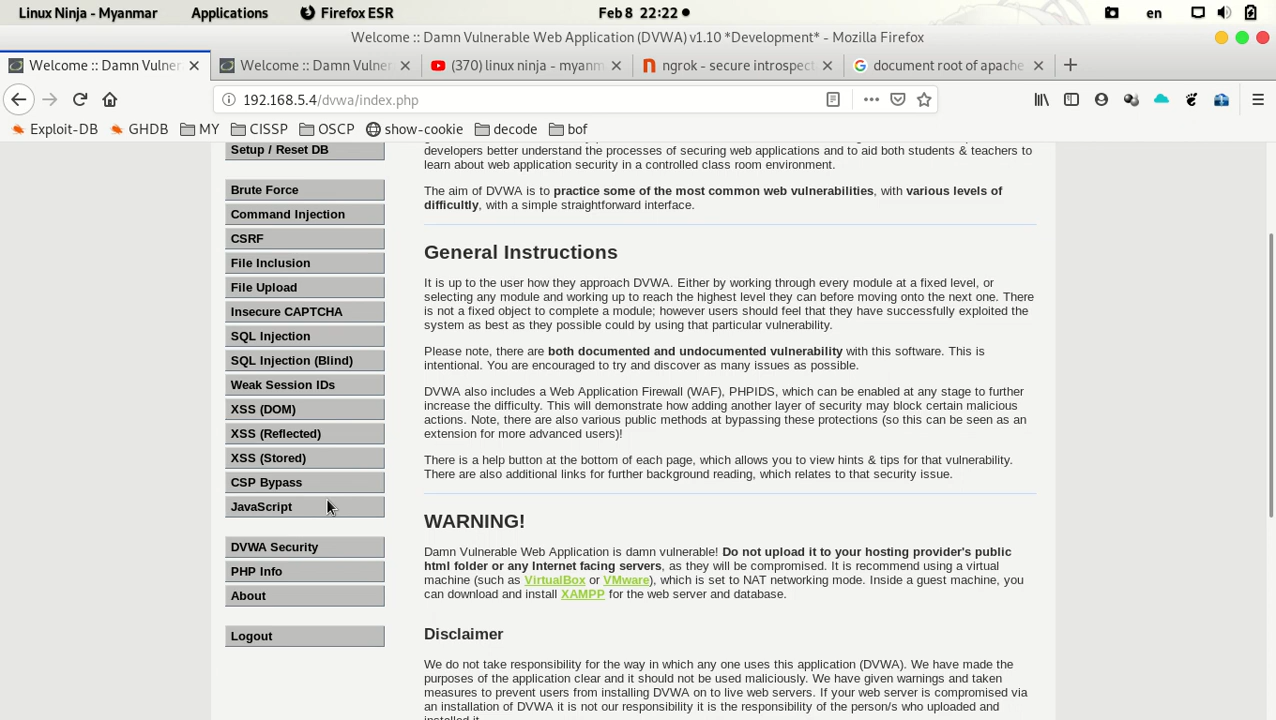 Linux Ninja - Myanmar Applications Firefox ESR Feb 8 22:22 en
Welcome :: Damn Vulnerable Web Application (DVWA) v1.10 *Development* - Mozilla Firefox
Welcome :: Damn Vulner Welcome :: Damn Vulner (370) linux ninja - myanm ngrok - secure introspect document root of apache
192.168.5.4/dvwa/index.php
Exploit-DB GHDB MY CISSP OSCP show-cookie decode bof
Setup / Reset DB
Brute Force
Command Injection
CSRF
File Inclusion
File Upload
Insecure CAPTCHA
SQL Injection
SQL Injection (Blind)
Weak Session IDs
XSS (DOM)
XSS (Reflected)
XSS (Stored)
CSP Bypass
JavaScript
DVWA Security
PHP Info
About
Logout
developers better understand the processes of securing web applications and to aid both students & teachers to
learn about web application security in a controlled class room environment.
The aim of DVWA is to practice some of the most common web vulnerabilities, with various levels of
difficultly, with a simple straightforward interface.
General Instructions
It is up to the user how they approach DVWA. Either by working through every module at a fixed level, or
selecting any module and working up to reach the highest level they can before moving onto the next one. There
is not a fixed object to complete a module; however users should feel that they have successfully exploited the
system as best as they possible could by using that particular vulnerability.
Please note, there are both documented and undocumented vulnerability with this software. This is
intentional. You are encouraged to try and discover as many issues as possible.
DVWA also includes a Web Application Firewall (WAF), PHPIDS, which can be enabled at any stage to further
increase the difficulty. This will demonstrate how adding another layer of security may block certain malicious
actions. Note, there are also various public methods at bypassing these protections (so this can be seen as an
extension for more advanced users)!
There is a help button at the bottom of each page, which allows you to view hints & tips for that vulnerability.
There are also additional links for further background reading, which relates to that security issue.
WARNING!
Damn Vulnerable Web Application is damn vulnerable! Do not upload it to your hosting provider's public
html folder or any Internet facing servers, as they will be compromised. It is recommend using a virtual
machine (such as VirtualBox or VMware), which is set to NAT networking mode. Inside a guest machine, you
can download and install XAMPP for the web server and database.
Disclaimer
We do not take responsibility for the way in which any one uses this application (DVWA). We have made the
purposes of the application clear and it should not be used maliciously. We have given warnings and taken
measures to prevent users from installing DVWA on to live web servers. If your web server is compromised via
an installation of DVWA it is not our responsibility it is the responsibility of the person/s who uploaded and
installed it.